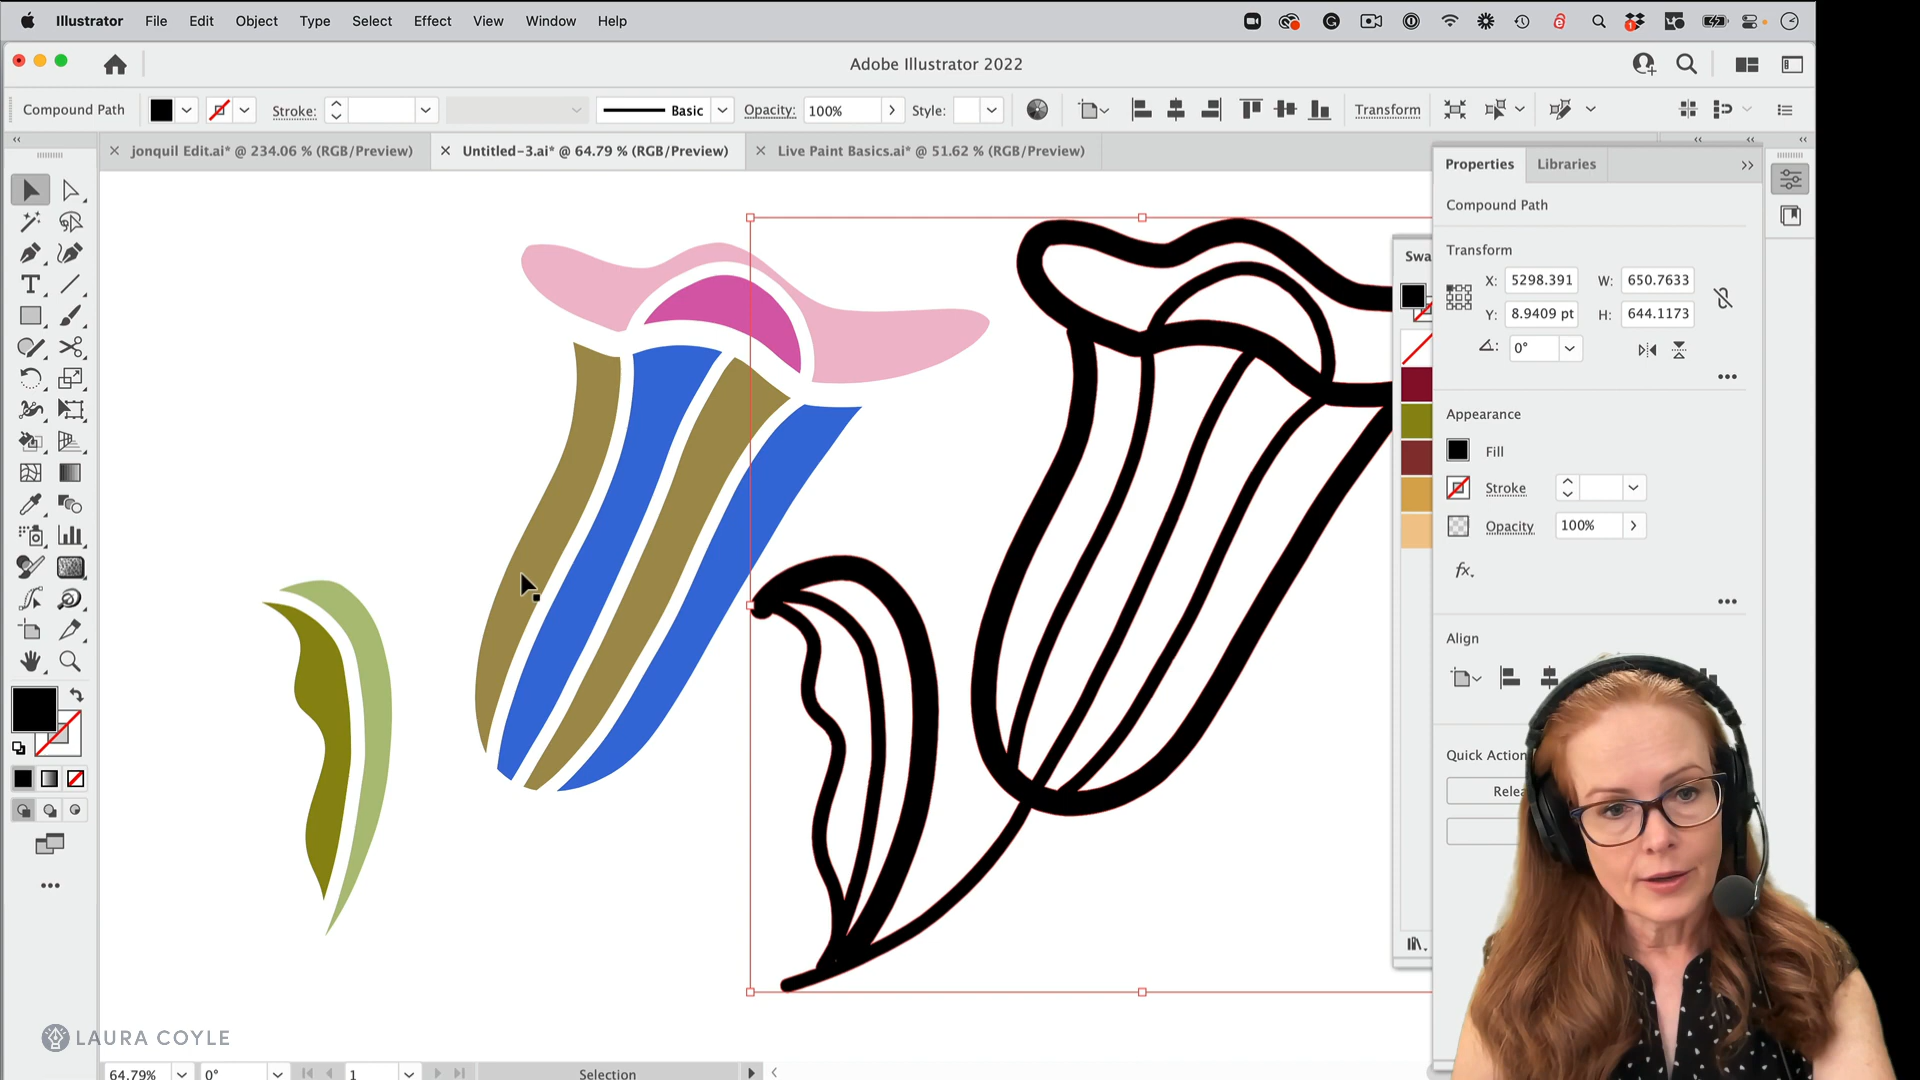 Illustrator File Edit Object Type Select Effect View Window Help
Adobe Illustrator 2022
Compound Path Stroke: Basic Opacity: 100% Style: Transform
jonquil Edit.ai* @ 234.06 % (RGB/Preview) Untitled-3.ai* @ 64.79 % (RGB/Preview) Live Paint Basics.ai* @ 51.62 % (RGB/Preview)
Properties Libraries
Compound Path
Transform
X: 5298.391 W: 650.7633
Y: 8.9409 pt H: 644.1173
0°
Swa
Appearance
Fill
Stroke
Opacity 100%
fx.
Align
Quick Action
Relea
LAURA COYLE
64.79% 0° 1 Selection